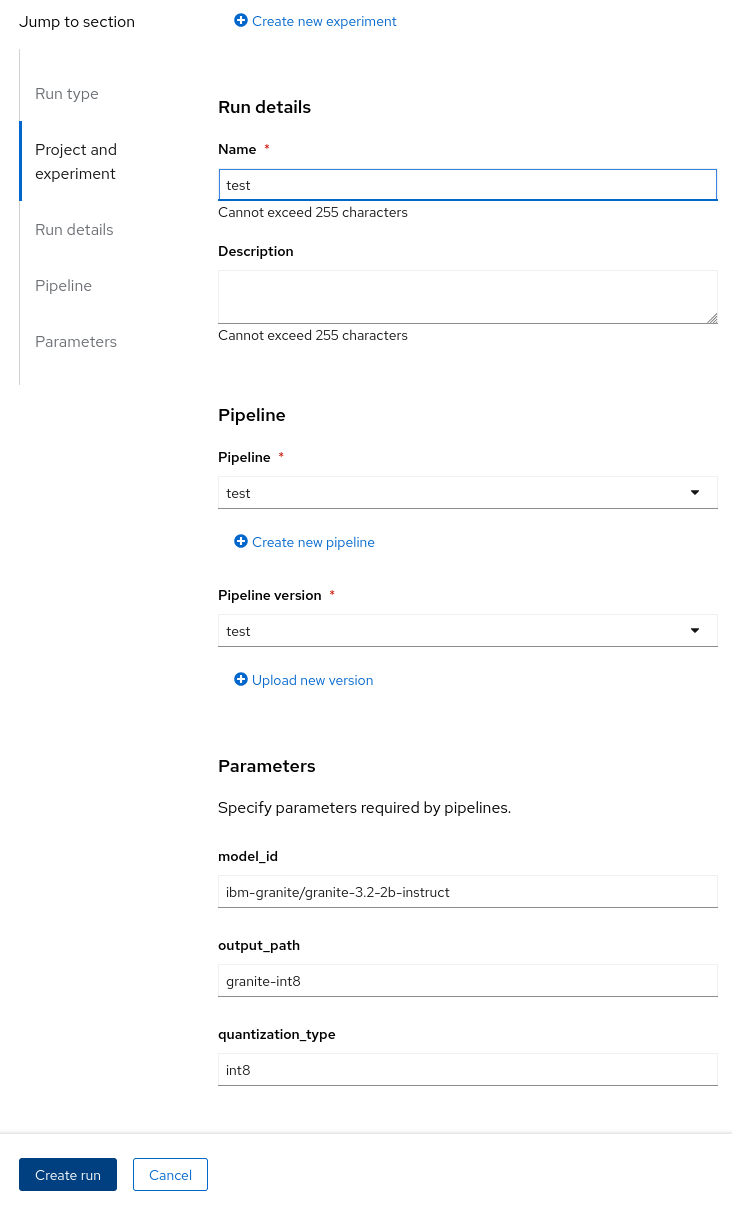 Jump to section
Create new experiment
Run type
Project and
experiment
Run details
Pipeline
Parameters
Run details
Name *
test
Cannot exceed 255 characters
Description
Cannot exceed 255 characters
Pipeline
Pipeline *
test
Create new pipeline
Pipeline version *
test
Upload new version
Parameters
Specify parameters required by pipelines.
model_id
ibm-granite/granite-3.2-2b-instruct
output_path
granite-int8
quantization_type
int8
Create run
Cancel